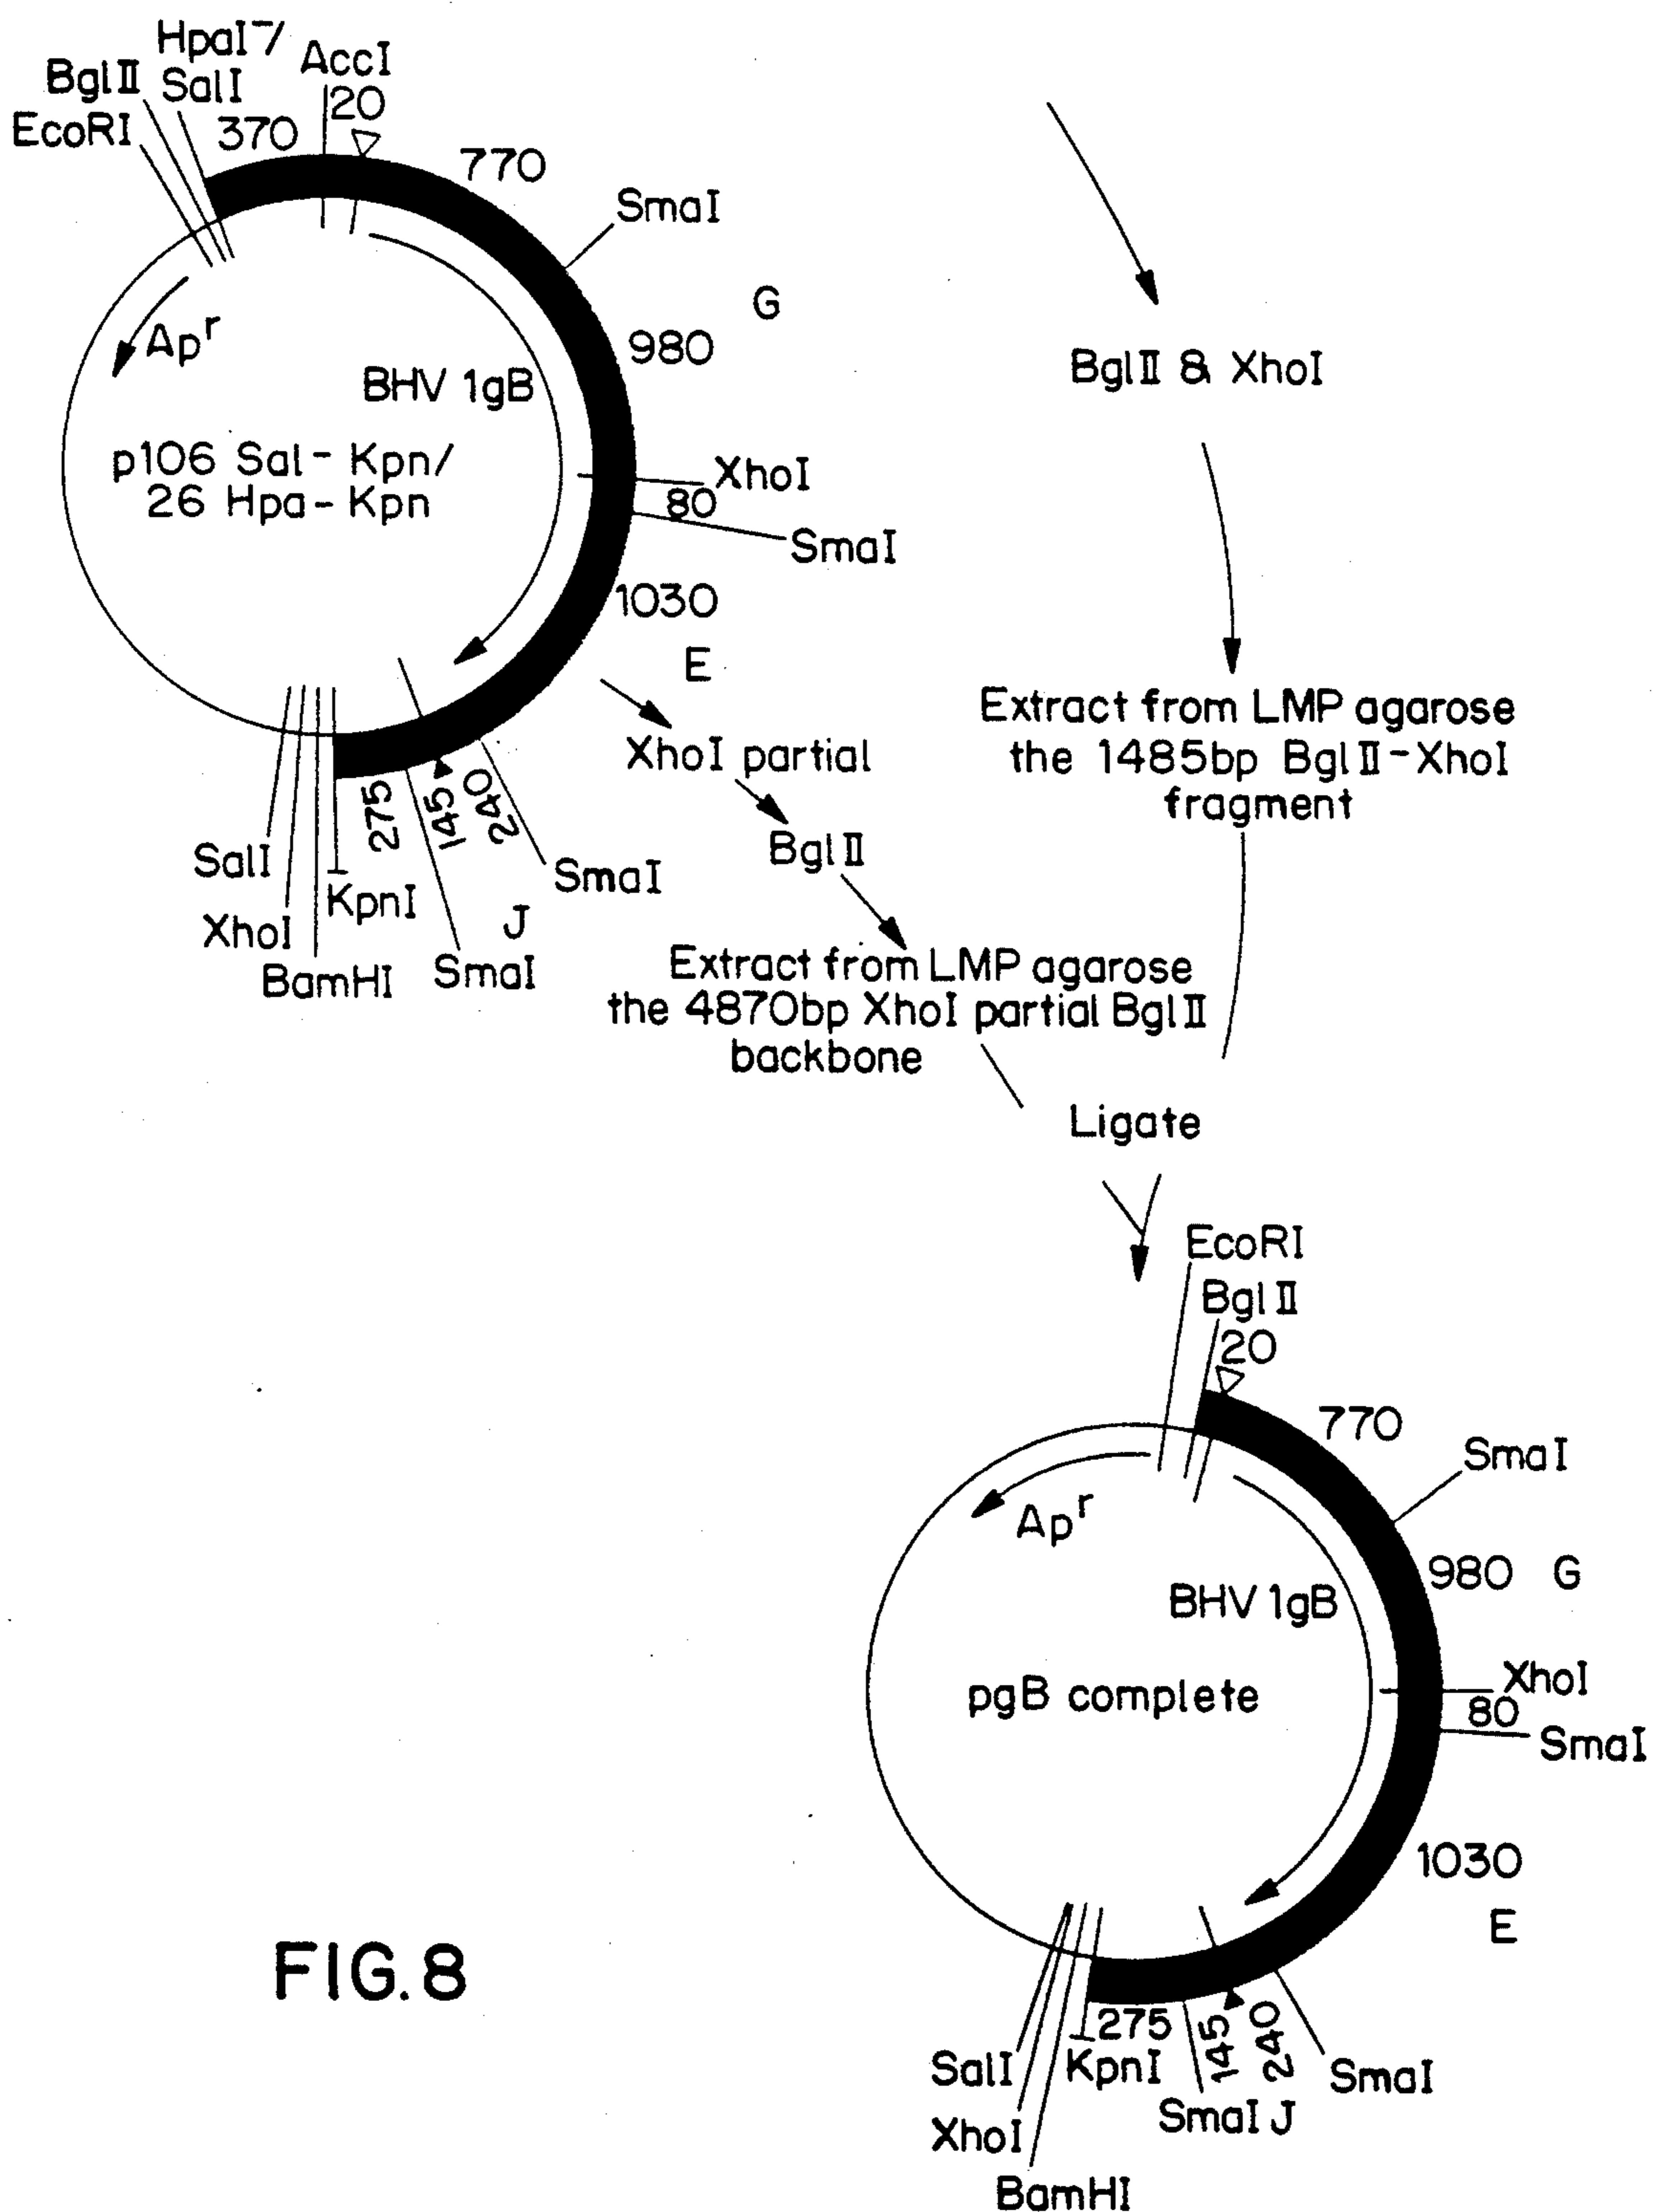 HpaI7/
SalI
AccI
20
BglII
EcoRI
370
770
SmaI
G
980
Apr
BHV 1gB
p106 Sal- Kpn/
26 Hpa- Kpn
XhoI
80
SmaI
1030
E
SalI
XhoI
BamHI
KpnI
275
145
240
SmaI
J
SmaI
XhoI partial
BglII
Extract from LMP agarose
the 4870bp XhoI partial BglII
backbone
BglII & XhoI
Extract from LMP agarose
the 1485bp BglII-XhoI
fragment
Ligate
EcoRI
BglII
20
770
SmaI
Apr
980 G
BHV 1gB
pgB complete
XhoI
80
SmaI
1030
E
275
145
240
SalI
KpnI
SmaI
SmaI J
XhoI
BamHI
FIG. 8